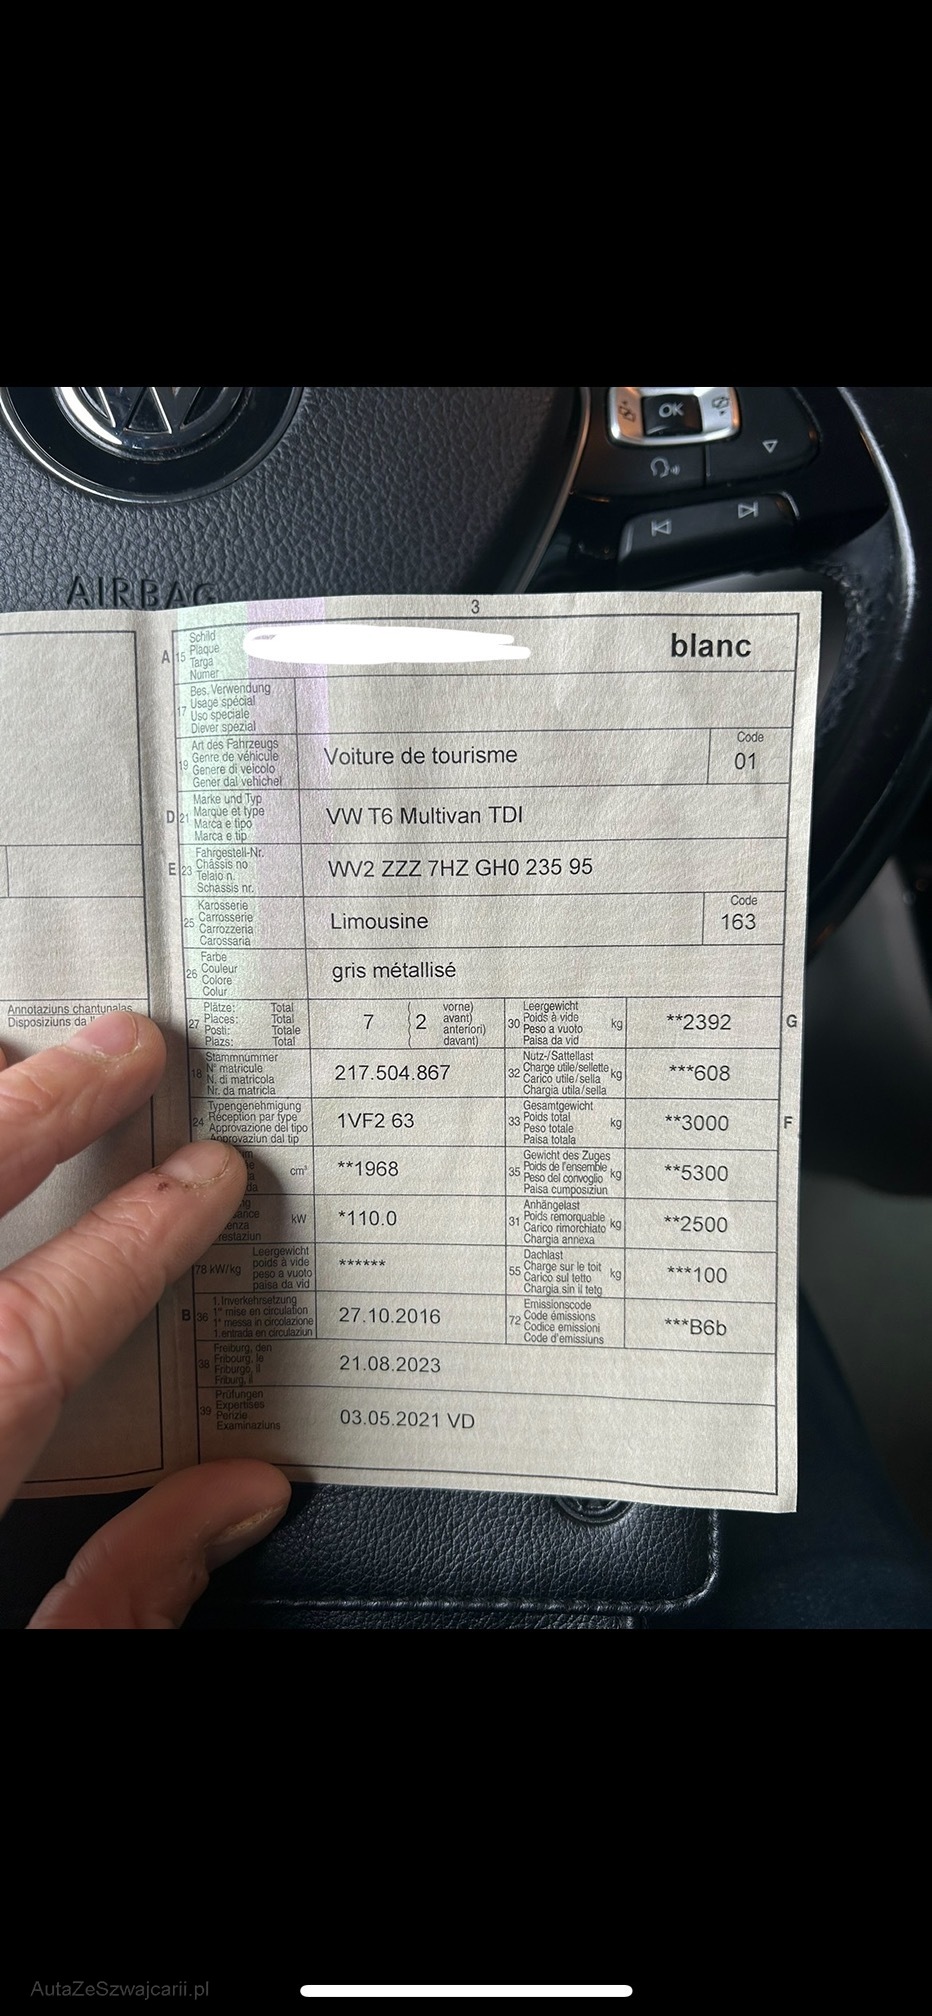 OK
AIRBAG
3
A 15 Schild
Plaque
Targa
Numer
blanc
17 Bes. Verwendung
Usage spécial
Uso speciale
Diever spezial
19 Art des Fahrzeugs
Genre de véhicule
Genere di veicolo
Gener dal vehichel
Voiture de tourisme
Code
01
D 21 Marke und Typ
Marque et type
Marca e tipo
Marca e tip
VW T6 Multivan TDI
E 23 Fahrgestell-Nr.
Châssis no
Telaio n.
Schassis nr.
WV2 ZZZ 7HZ GH0 235 95
25 Karosserie
Carrosserie
Carrozzeria
Carossaria
Limousine
Code
163
26 Farbe
Couleur
Colore
Colur
gris métallisé
Annotaziuns chantunalas
Disposiziuns da
27 Plätze: Total
Places: Total
Posti: Totale
Plazs: Total
7 ( 2 vorne)
avant)
anteriori)
davant)
30 Leergewicht
Poids à vide
Peso a vuoto
Paisa da vid
kg
**2392
G
18 Stammnummer
N° matricule
N. di matricola
Nr. da matricla
217.504.867
32 Nutz-/Sattellast
Charge utile/sellette
Carico utile/sella
Chargia utila/sella
kg
***608
24 Typengenehmigung
Réception par type
Approvazione del tipo
Approvaziun dal tip
1VF2 63
33 Gesamtgewicht
Poids total
Peso totale
Paisa totala
kg
**3000
F
cm³
**1968
35 Gewicht des Zuges
Poids de l'ensemble
Peso del convoglio
Paisa cumposiziun
kg
**5300
kW
*110.0
31 Anhängelast
Poids remorquable
Carico rimorchiato
Chargia annexa
kg
**2500
78 kW/kg Leergewicht
poids à vide
peso a vuoto
paisa da vid
******
55 Dachlast
Charge sur le toit
Carico sul tetto
Chargia sin il tetg
kg
***100
B 36 1. Inverkehrsetzung
1re mise en circulation
1a messa in circolazione
1. entrada en circulaziun
27.10.2016
72 Emissionscode
Code émissions
Codice emissioni
Code d'emissiuns
***B6b
38 Freiburg, den
Fribourg, le
Friburgo, il
Friburg, il
21.08.2023
39 Prüfungen
Expertises
Perizie
Examinaziuns
03.05.2021 VD
AutaZeSzwajcarii.pl